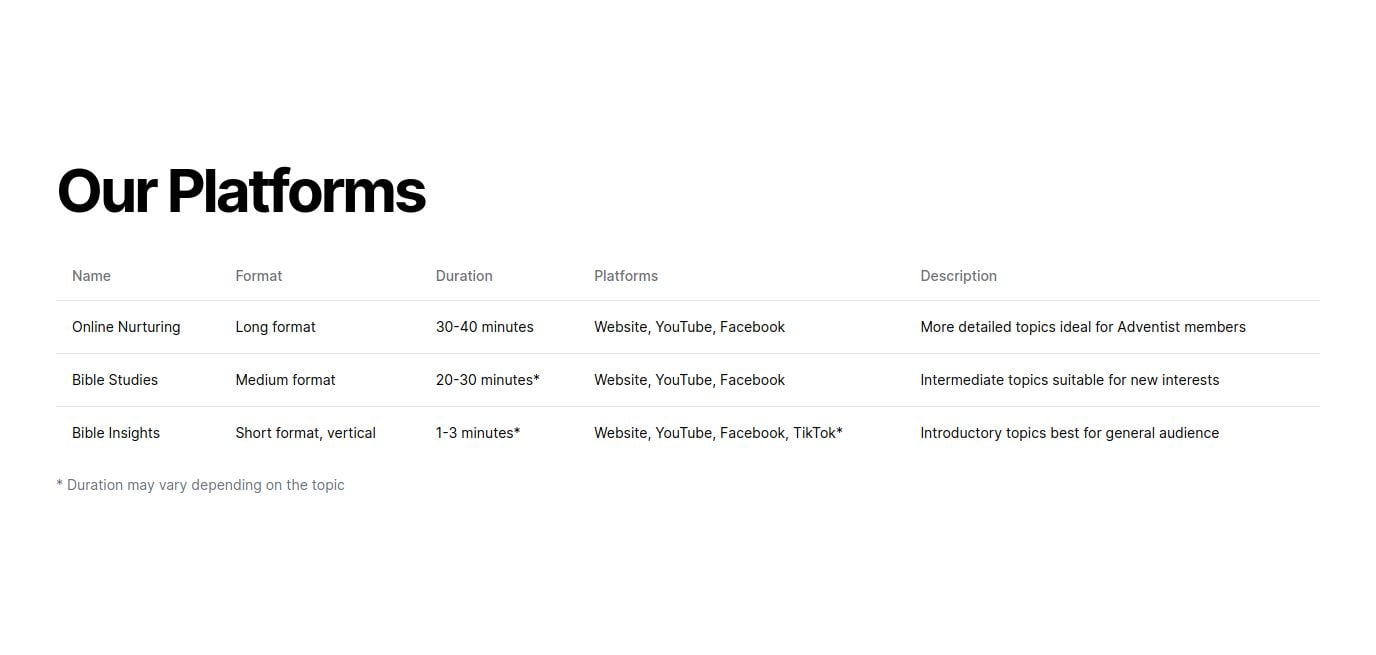 Our Platforms
Name Format Duration Platforms Description
Online Nurturing Long format 30-40 minutes Website, YouTube, Facebook More detailed topics ideal for Adventist members
Bible Studies Medium format 20-30 minutes* Website, YouTube, Facebook Intermediate topics suitable for new interests
Bible Insights Short format, vertical 1-3 minutes* Website, YouTube, Facebook, TikTok* Introductory topics best for general audience
* Duration may vary depending on the topic